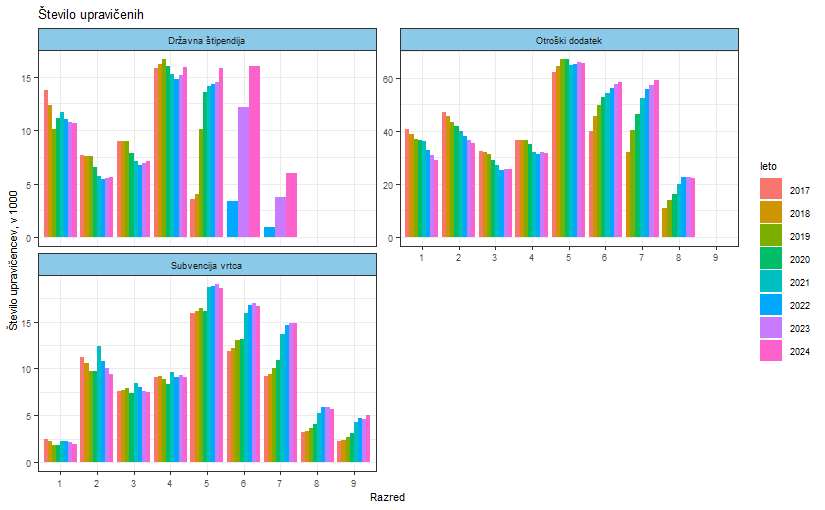 Število upravičenih
Državna štipendija
Otroški dodatek
15
10
5
0
60
40
20
0
1 2 3 4 5 6 7 8 9
Subvencija vrtca
15
10
5
0
1 2 3 4 5 6 7 8 9
Število upravičencev, v 1000
Razred
leto
2017
2018
2019
2020
2021
2022
2023
2024